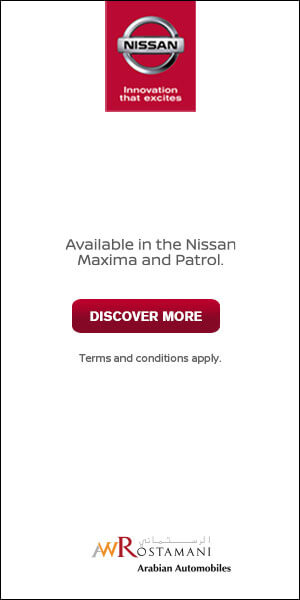 NISSAN
Innovation
that excites
Available in the Nissan
Maxima and Patrol.
DISCOVER MORE
Terms and conditions apply.
الرستماني
AWROSTAMANI
Arabian Automobiles